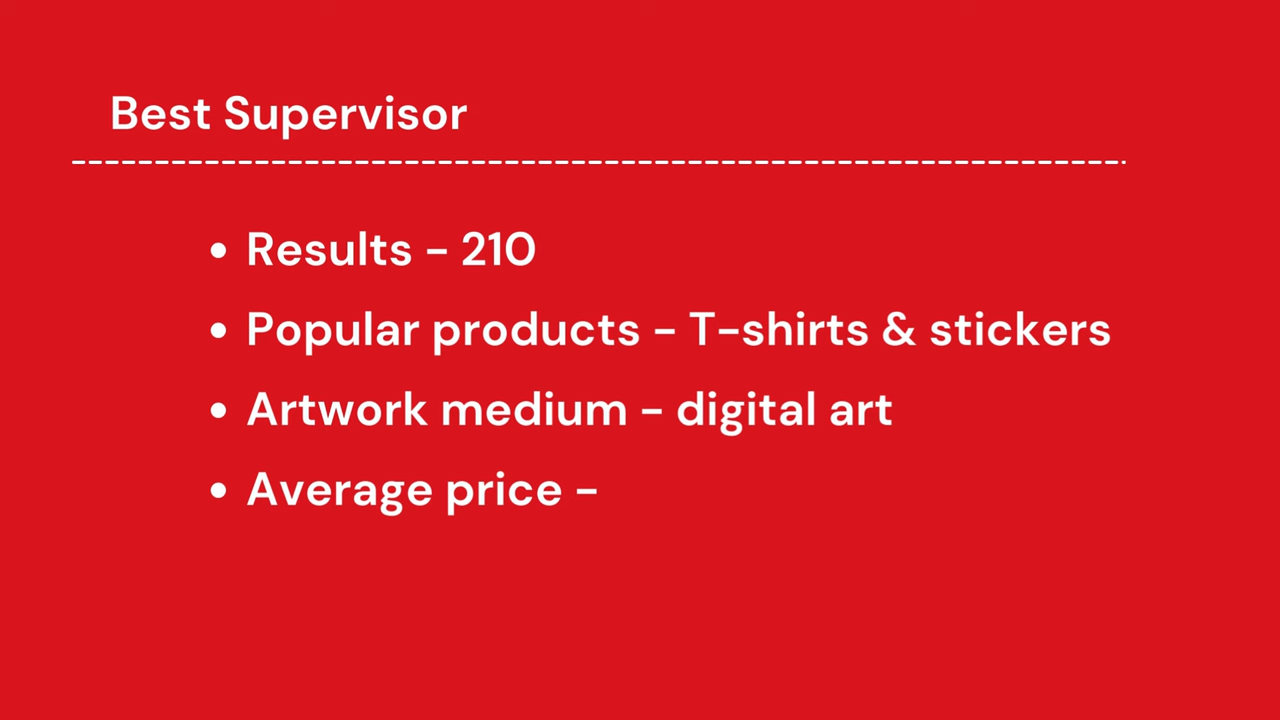 Best Supervisor
• Results - 210
• Popular products - T-shirts & stickers
• Artwork medium - digital art
• Average price -